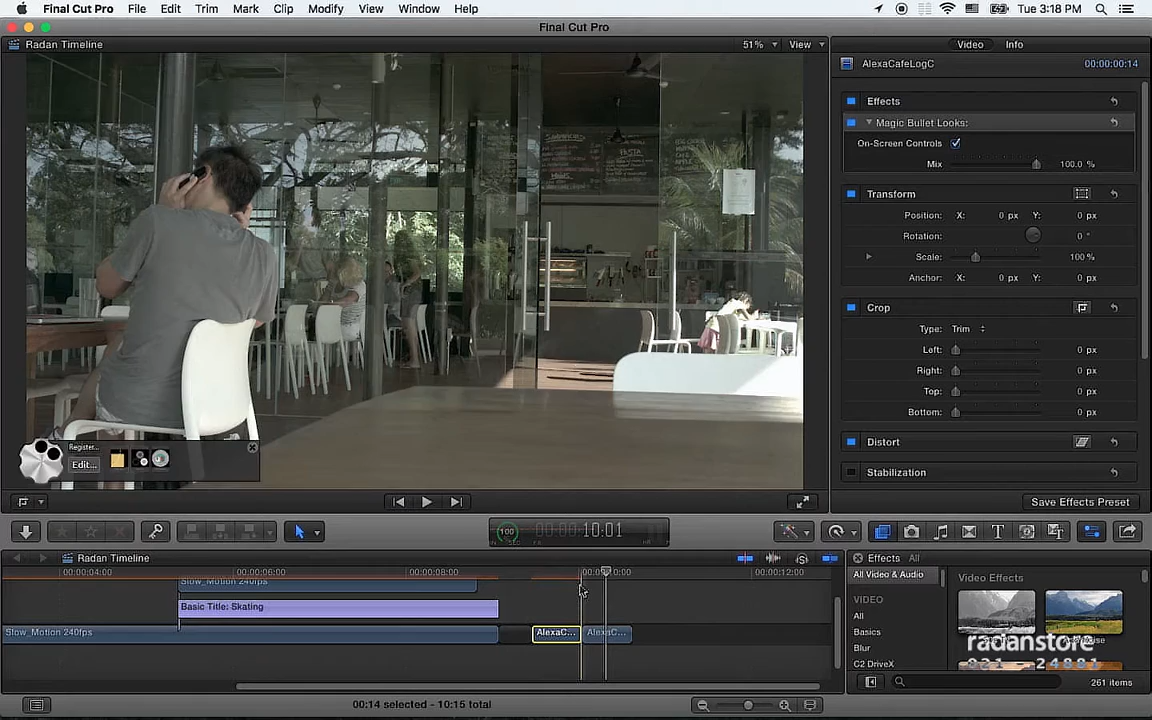 Final Cut Pro File Edit Trim Mark Clip Modify View Window Help Tue 3:18 PM
Final Cut Pro
Radan Timeline 51% View Video Info
AlexaCafeLogC 00:00:00:14
Effects
Magic Bullet Looks:
On-Screen Controls
Mix 100.0 %
Transform
Position: X: 0 px Y: 0 px
Rotation: 0 °
Scale: 100 %
Anchor: X: 0 px Y: 0 px
Crop
Type: Trim
Left: 0 px
Right: 0 px
Top: 0 px
Bottom: 0 px
Distort
Stabilization
PASTA
Register...
Edit...
Save Effects Preset
100 00:00:10:01
Radan Timeline
Effects All
00:00:04:00 00:00:06:00 00:00:08:00 00:00:12:00
All Video & Audio
Video Effects
Slow_Motion 240fps
VIDEO
Basic Title: Skating
All
Slow_Motion 240fps AlexaC... AlexaC...
Basics
Blur
C2 DriveX
radanstore
021 - 24881
261 items
00:14 selected - 10:15 total